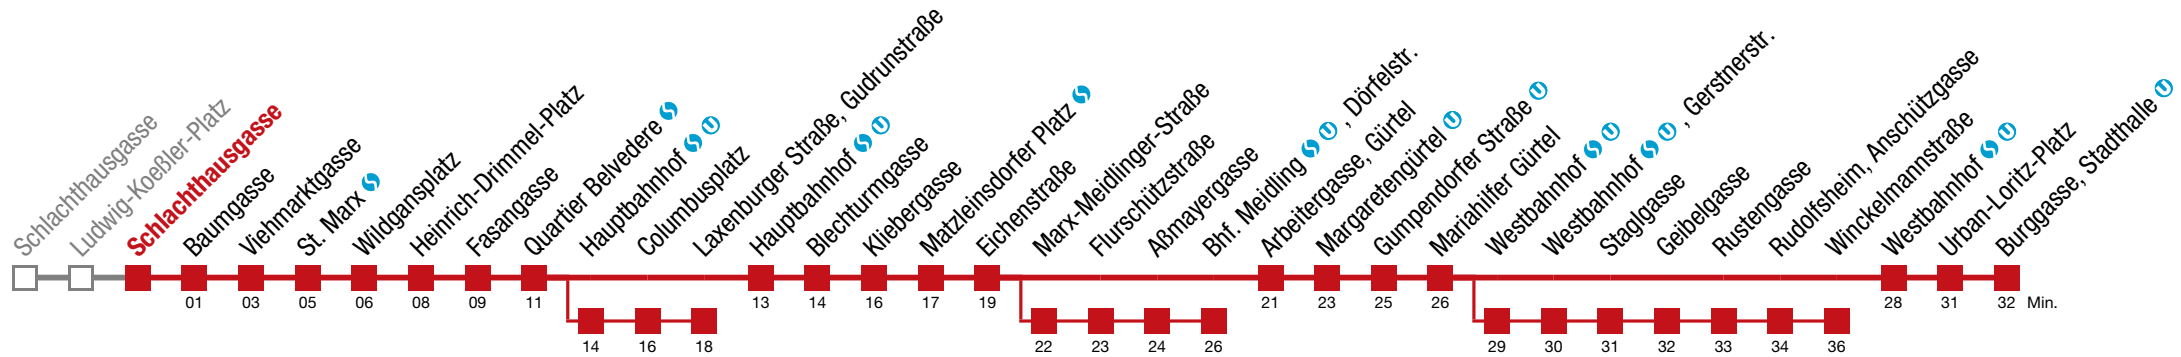 Schlachthausgasse
Ludwig-Koeßler-Platz
Schlachthausgasse
Baumgasse
Viehmarktgasse
St. Marx
Wildgansplatz
Heinrich-Drimmel-Platz
Fasangasse
Quartier Belvedere
Hauptbahnhof U
Columbusplatz
Laxenburger Straße, Gudrunstraße
Hauptbahnhof U
Blechturmgasse
Kliebergasse
Matzleinsdorfer Platz
Eichenstraße
Marx-Meidlinger-Straße
Flurschützstraße
Aßmayergasse
Bhf. Meidling U , Dörfelstr.
Arbeitergasse, Gürtel
Margaretengürtel U
Gumpendorfer Straße U
Mariahilfer Gürtel
Westbahnhof U
Westbahnhof U , Gerstnerstr.
Staglgasse
Geibelgasse
Rustengasse
Rudolfsheim, Anschützgasse
Winckelmannstraße
Westbahnhof U
Urban-Loritz-Platz
Burggasse, Stadthalle U
01 03 05 06 08 09 11 13 14 16 17 19 21 23 25 26 28 31 32 Min.
14 16 18 22 23 24 26 29 30 31 32 33 34 36